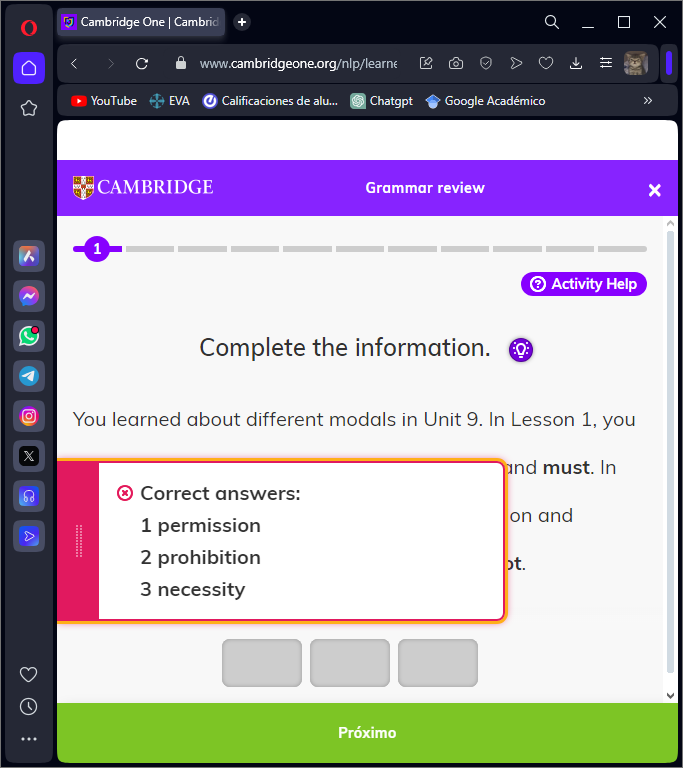 Cambridge One | Cambrid
www.cambridgeone.org/nlp/learne
YouTube
EVA
Calificaciones de alu...
Chatgpt
Google Académico
»
CAMBRIDGE
Grammar review
1
Activity Help
Complete the information.
You learned about different modals in Unit 9. In Lesson 1, you
and must. In
on and
ot.
Correct answers:
1 permission
2 prohibition
3 necessity
Próximo